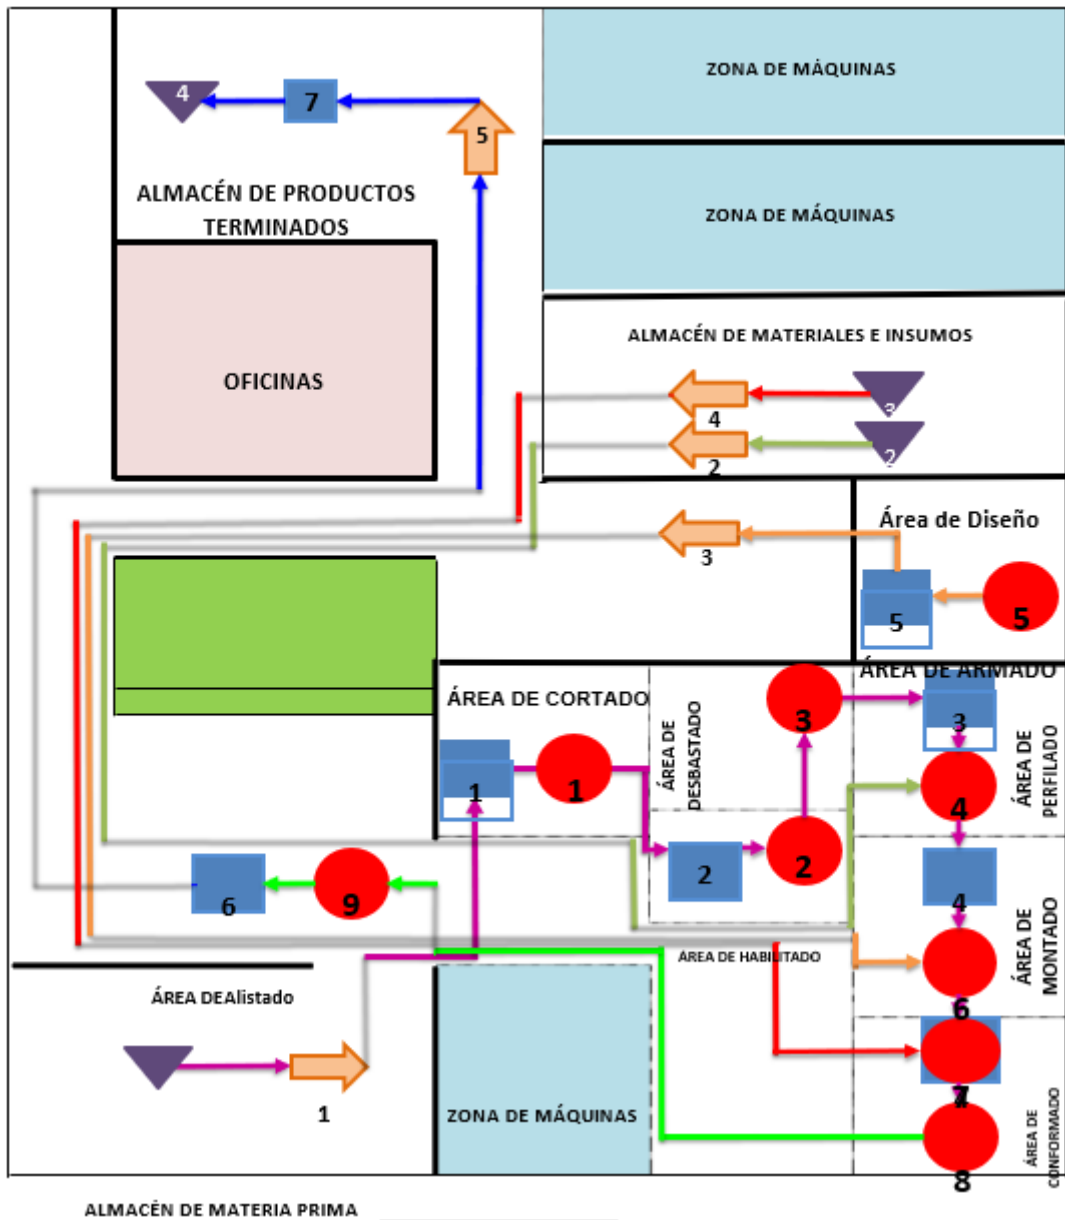 ZONA DE MÁQUINAS
4
7
5
ALMACÉN DE PRODUCTOS
TERMINADOS
ZONA DE MÁQUINAS
ALMACÉN DE MATERIALES E INSUMOS
OFICINAS
3
4
2
2
Área de Diseño
3
5
5
ÁREA DE ARMADO
ÁREA DE CORTADO
3
3
ÁREA DE
DESBASTADO
ÁREA DE
PERFILADO
1
1
4
2
2
6
9
4
ÁREA DE
MONTADO
ÁREA DE HABILITADO
ÁREA DEAlistado
6
1
7
ZONA DE MÁQUINAS
ÁREA DE
CONFORMADO
8
ALMACÉN DE MATERIA PRIMA